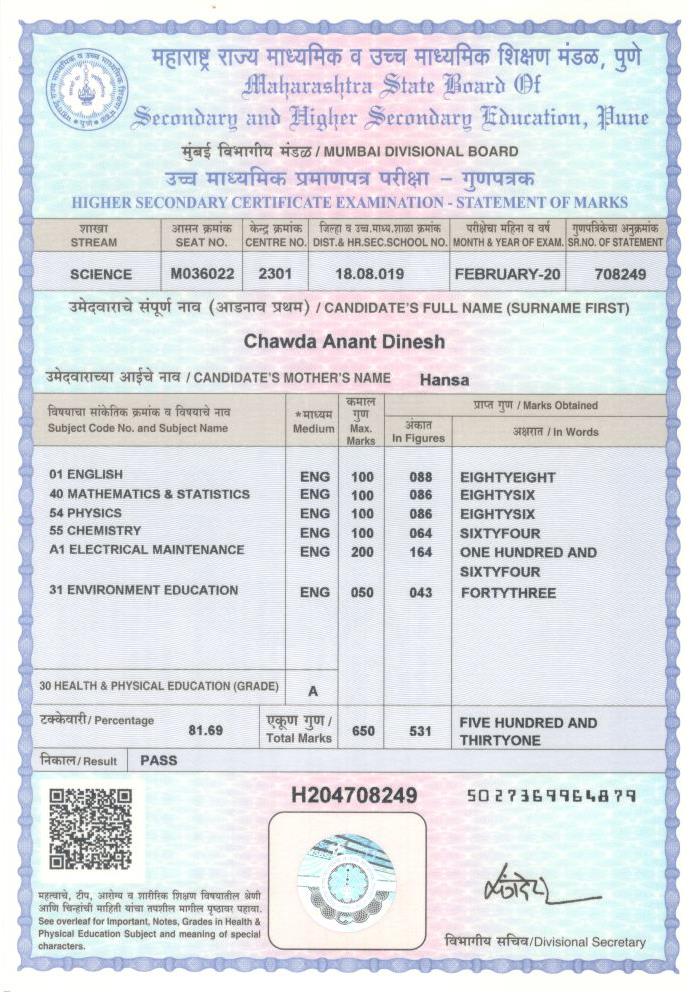 महाराष्ट्र राज्य माध्यमिक व उच्च माध्यमिक शिक्षण मंडळ, पुणे
Maharashtra State Board Of
Secondary and Higher Secondary Education, Pune
मुंबई विभागीय मंडळ / MUMBAI DIVISIONAL BOARD
उच्च माध्यमिक प्रमाणपत्र परीक्षा – गुणपत्रक
HIGHER SECONDARY CERTIFICATE EXAMINATION - STATEMENT OF MARKS
शाखा आसन क्रमांक केन्द्र क्रमांक जिल्हा व उच्च.माध्य.शाळा क्रमांक परीक्षेचा महिना व वर्ष गुणपत्रिकेचा अनुक्रमांक
STREAM SEAT NO. CENTRE NO. DIST.& HR.SEC.SCHOOL NO. MONTH & YEAR OF EXAM. SR.NO. OF STATEMENT
SCIENCE M036022 2301 18.08.019 FEBRUARY-20 708249
उमेदवाराचे संपूर्ण नाव (आडनाव प्रथम) / CANDIDATE'S FULL NAME (SURNAME FIRST)
Chawda Anant Dinesh
उमेदवाराच्या आईचे नाव / CANDIDATE'S MOTHER'S NAME Hansa
विषयाचा सांकेतिक क्रमांक व विषयाचे नाव
Subject Code No. and Subject Name
*माध्यम
Medium
कमाल
गुण
Max.
Marks
प्राप्त गुण / Marks Obtained
अंकात
In Figures
अक्षरात / In Words
01 ENGLISH ENG 100 088 EIGHTYEIGHT
40 MATHEMATICS & STATISTICS ENG 100 086 EIGHTYSIX
54 PHYSICS ENG 100 086 EIGHTYSIX
55 CHEMISTRY ENG 100 064 SIXTYFOUR
A1 ELECTRICAL MAINTENANCE ENG 200 164 ONE HUNDRED AND
SIXTYFOUR
31 ENVIRONMENT EDUCATION ENG 050 043 FORTYTHREE
30 HEALTH & PHYSICAL EDUCATION (GRADE) A
टक्केवारी/ Percentage 81.69
एकूण गुण /
Total Marks
650 531
FIVE HUNDRED AND
THIRTYONE
निकाल/ Result PASS
H204708249
5027369964879
महत्वाचे, टीप, आरोग्य व शारीरिक शिक्षण विषयातील श्रेणी
आणि चिन्हांची माहिती यांचा तपशील मागील पृष्ठावर पहावा.
See overleaf for Important, Notes, Grades in Health &
Physical Education Subject and meaning of special
characters.
विभागीय सचिव/Divisional Secretary